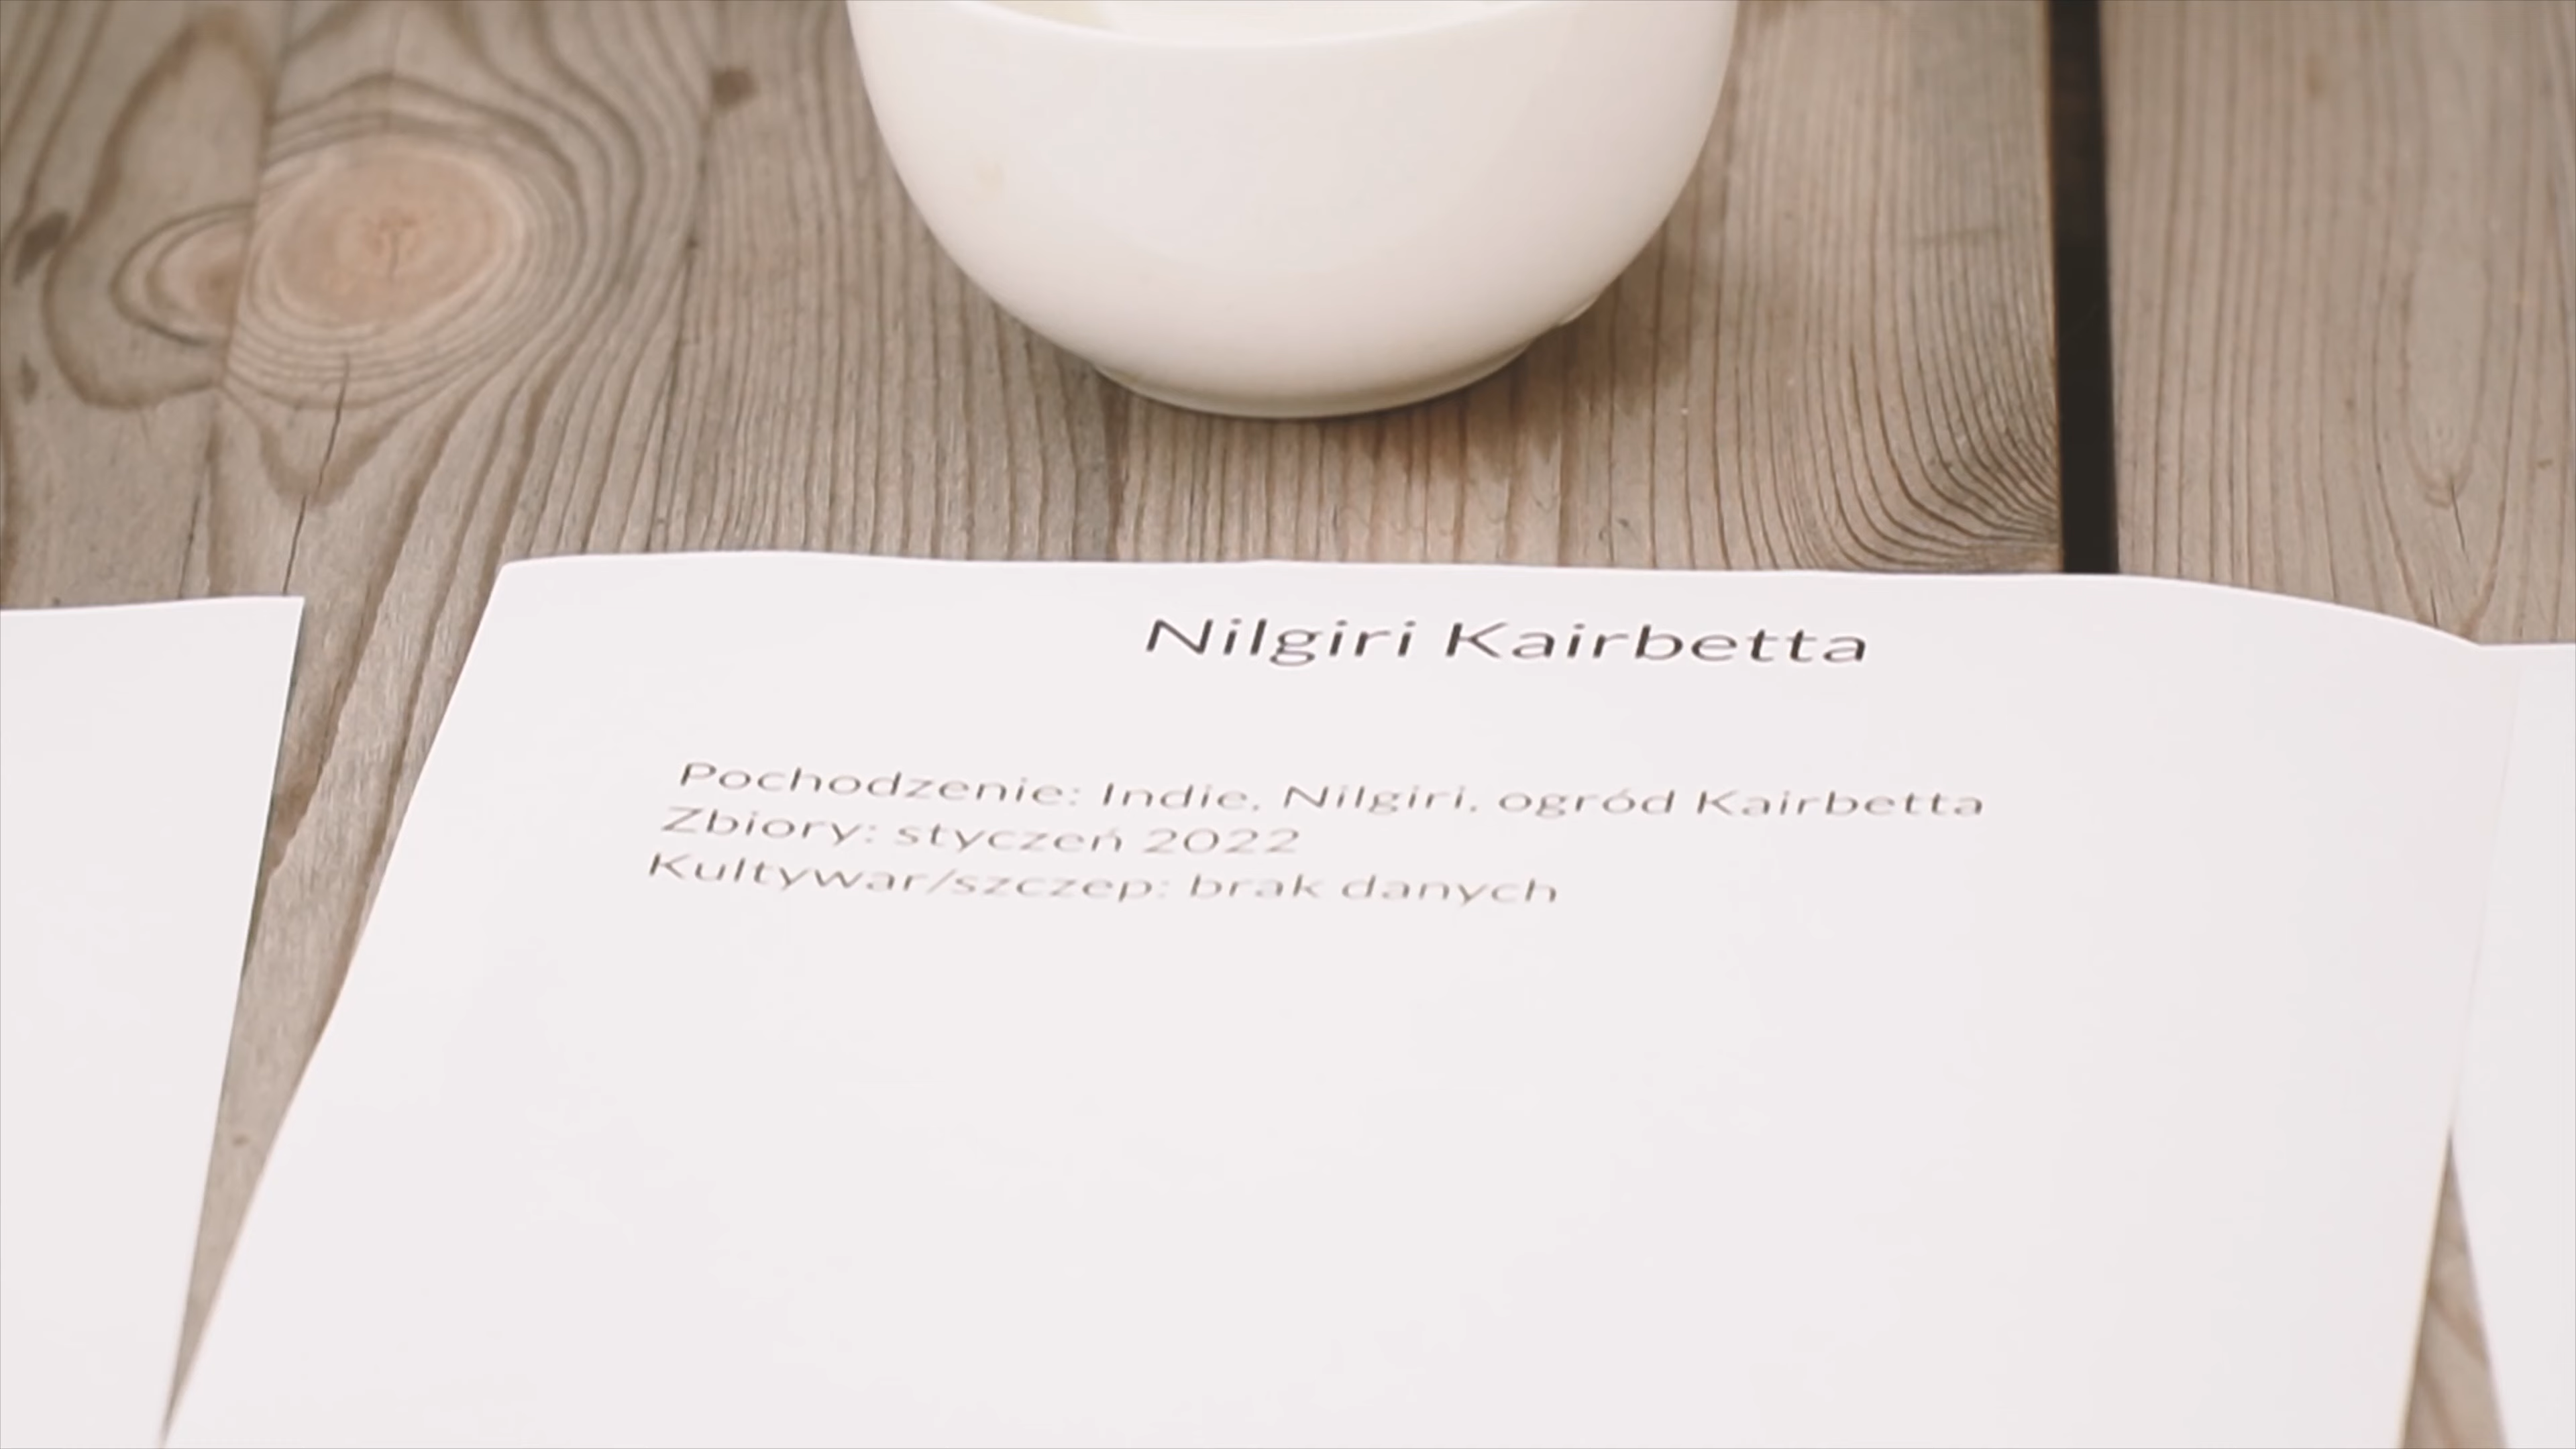 Nilgiri Kairbetta
Pochodzenie: Indie, Nilgiri, ogród Kairbetta
Zbiory: styczeń 2022
Kultywar/szczep: brak danych